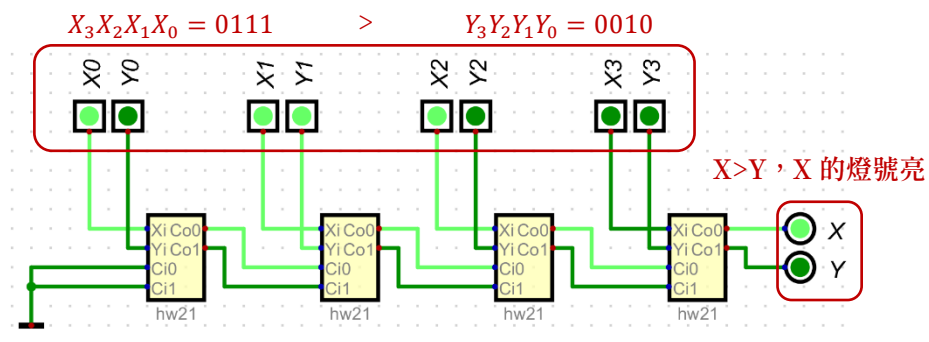 X₃X₂X₁X₀ = 0111 > Y₃Y₂Y₁Y₀ = 0010
X0 Y0 X1 Y1 X2 Y2 X3 Y3
X>Y，X 的燈號亮
Xi Co0 Xi Co0 Xi Co0 Xi Co0 X
Yi Co1 Yi Co1 Yi Co1 Yi Co1 Y
Ci0 Ci0 Ci0 Ci0
Ci1 Ci1 Ci1 Ci1
hw21 hw21 hw21 hw21